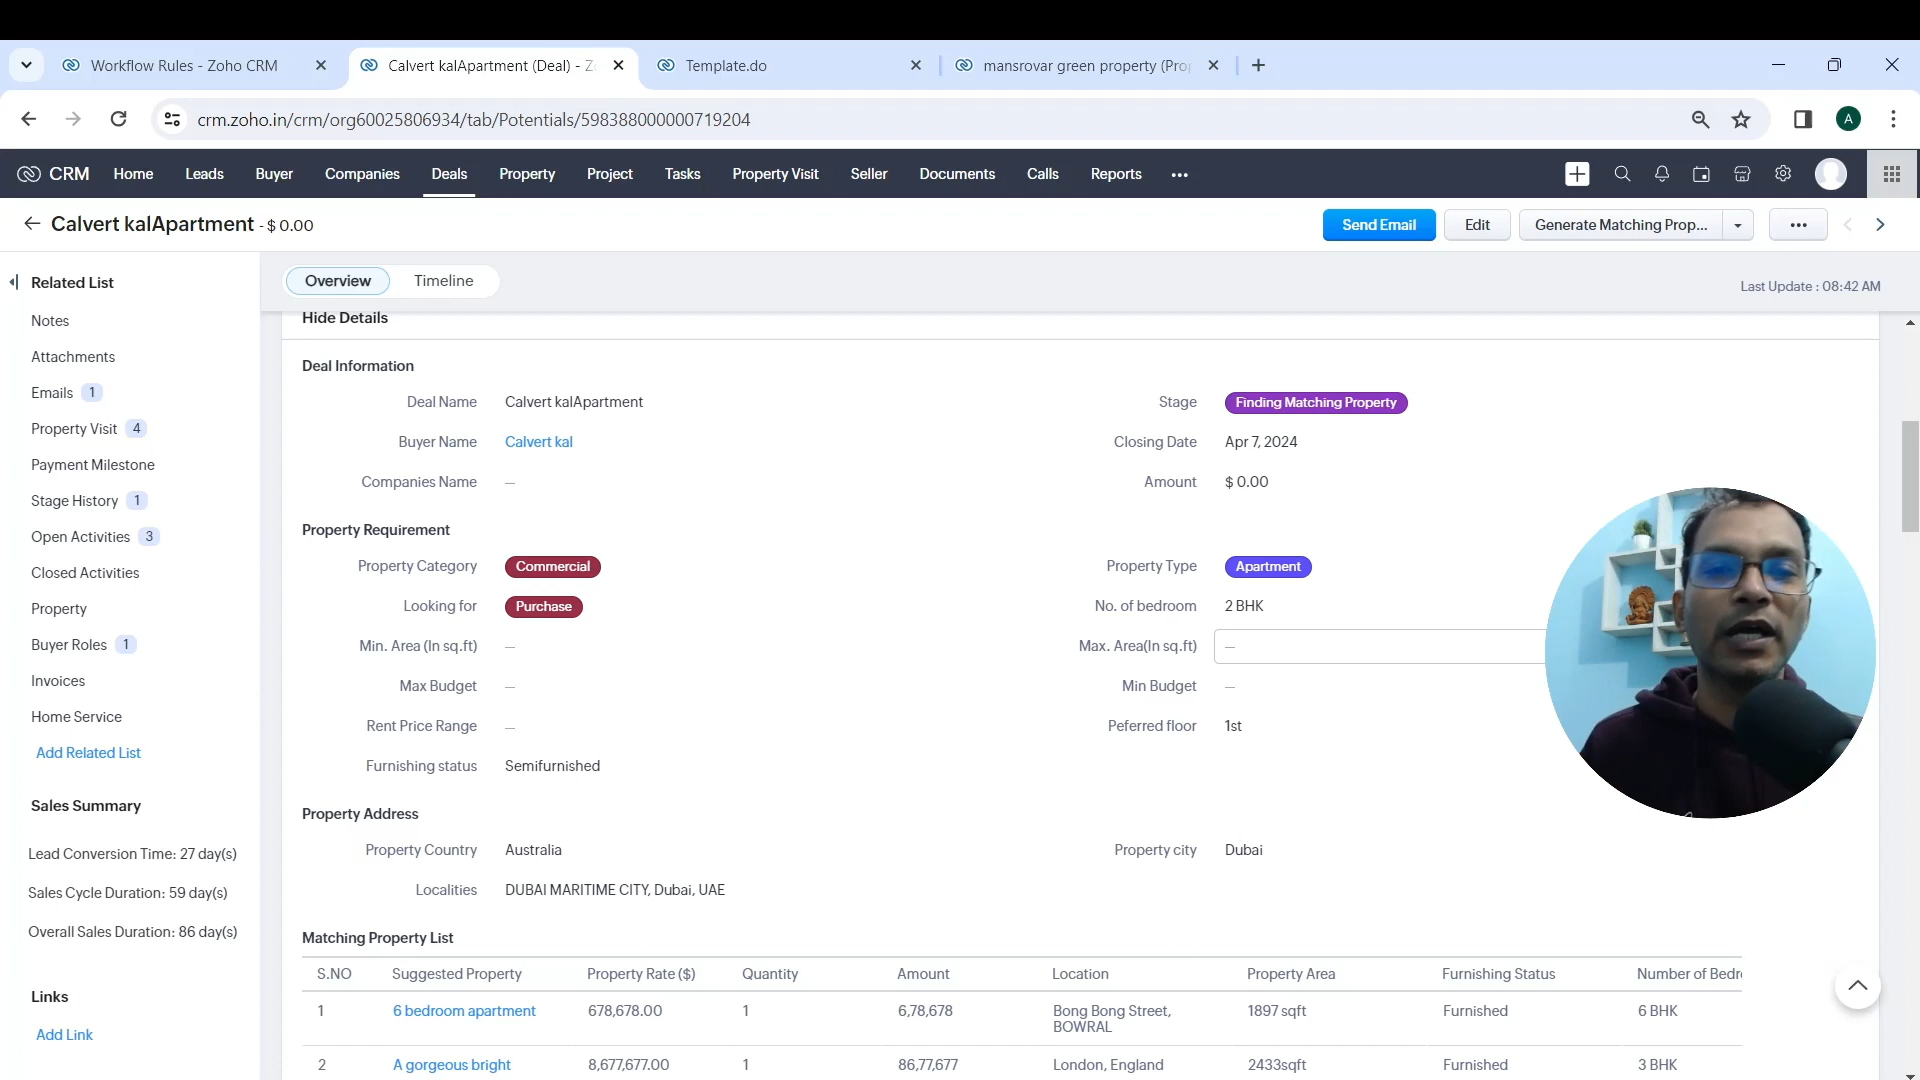 Workflow Rules - Zoho CRM
Calvert kalApartment (Deal) - Z
Template.do
mansrovar green property (Pro
crm.zoho.in/crm/org60025806934/tab/Potentials/598388000000719204
A
CRM Home Leads Buyer Companies Deals Property Project Tasks Property Visit Seller Documents Calls Reports •••
Calvert kalApartment - $ 0.00
Send Email Edit Generate Matching Prop... •••
Related List
Notes
Attachments
Emails 1
Property Visit 4
Payment Milestone
Stage History 1
Open Activities 3
Closed Activities
Property
Buyer Roles 1
Invoices
Home Service
Add Related List
Sales Summary
Lead Conversion Time: 27 day(s)
Sales Cycle Duration: 59 day(s)
Overall Sales Duration: 86 day(s)
Links
Add Link
Overview Timeline
Last Update : 08:42 AM
Hide Details
Deal Information
Deal Name Calvert kalApartment
Stage Finding Matching Property
Buyer Name Calvert kal
Closing Date Apr 7, 2024
Companies Name —
Amount $ 0.00
Property Requirement
Property Category Commercial
Property Type Apartment
Looking for Purchase
No. of bedroom 2 BHK
Min. Area (In sq.ft) —
Max. Area(In sq.ft) —
Max Budget —
Min Budget —
Rent Price Range —
Peferred floor 1st
Furnishing status Semifurnished
Property Address
Property Country Australia
Property city Dubai
Localities DUBAI MARITIME CITY, Dubai, UAE
Matching Property List
S.NO Suggested Property Property Rate ($) Quantity Amount Location Property Area Furnishing Status Number of Bedr
1 6 bedroom apartment 678,678.00 1 6,78,678 Bong Bong Street, 1897 sqft Furnished 6 BHK
BOWRAL
2 A gorgeous bright 8,677,677.00 1 86,77,677 London, England 2433sqft Furnished 3 BHK